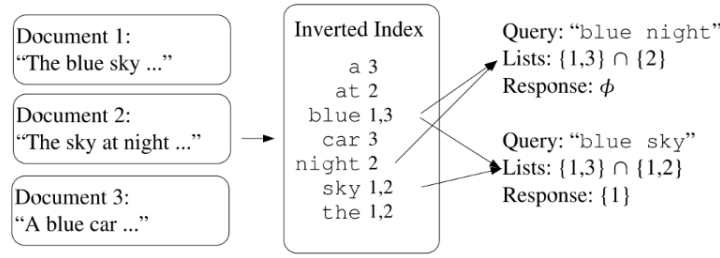 Document 1:
“The blue sky ...”
Document 2:
“The sky at night ...”
Document 3:
“A blue car ...”
Inverted Index
a 3
at 2
blue 1,3
car 3
night 2
sky 1,2
the 1,2
Query: “blue night”
Lists: {1,3} ∩ {2}
Response: ϕ
Query: “blue sky”
Lists: {1,3} ∩ {1,2}
Response: {1}